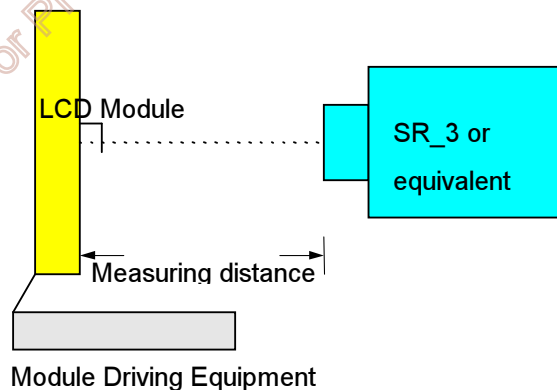 LCD Module
SR_3 or
equivalent
Measuring distance
Module Driving Equipment